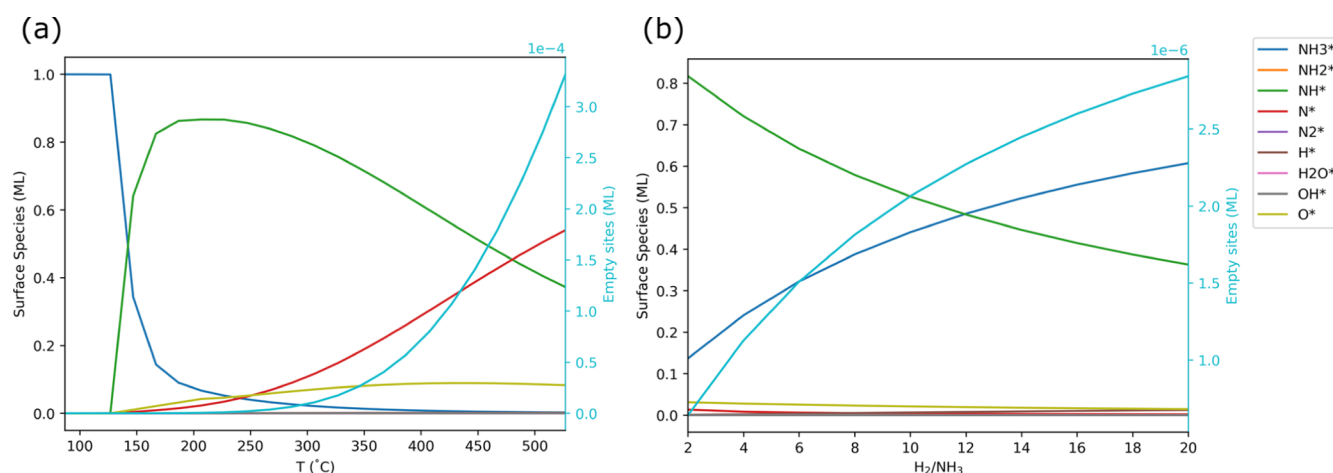 (a)
1e−4
1.0
0.8
0.6
0.4
0.2
0.0
Surface Species (ML)
3.0
2.5
2.0
1.5
1.0
0.5
0.0
Empty sites (ML)
100 150 200 250 300 350 400 450 500
T (˚C)
(b)
1e−6
0.8
0.7
0.6
0.5
0.4
0.3
0.2
0.1
0.0
Surface Species (ML)
2.5
2.0
1.5
1.0
Empty sites (ML)
2 4 6 8 10 12 14 16 18 20
H₂/NH₃
NH3*
NH2*
NH*
N*
N2*
H*
H2O*
OH*
O*